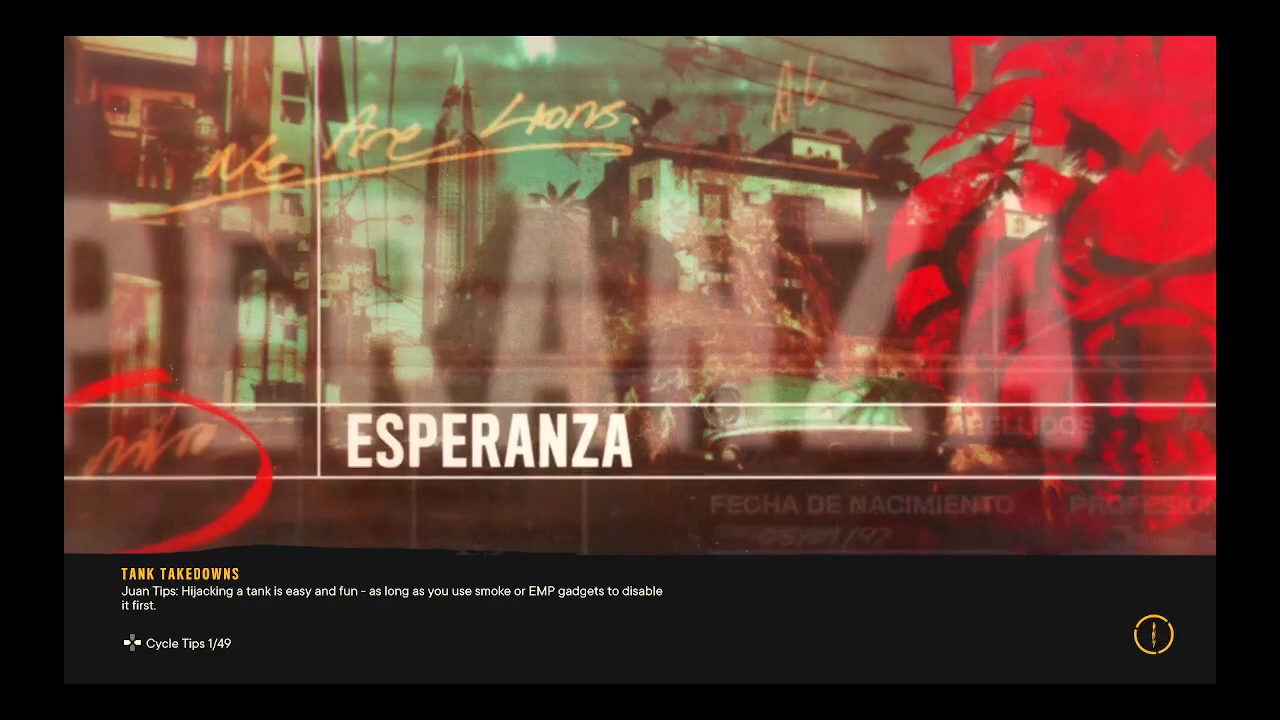 We Are Lions.
ESPERANZA
APELLIDOS
FECHA DE NACIMIENTO
PROFESION
TANK TAKEDOWNS
Juan Tips: Hijacking a tank is easy and fun - as long as you use smoke or EMP gadgets to disable
it first.
Cycle Tips 1/49